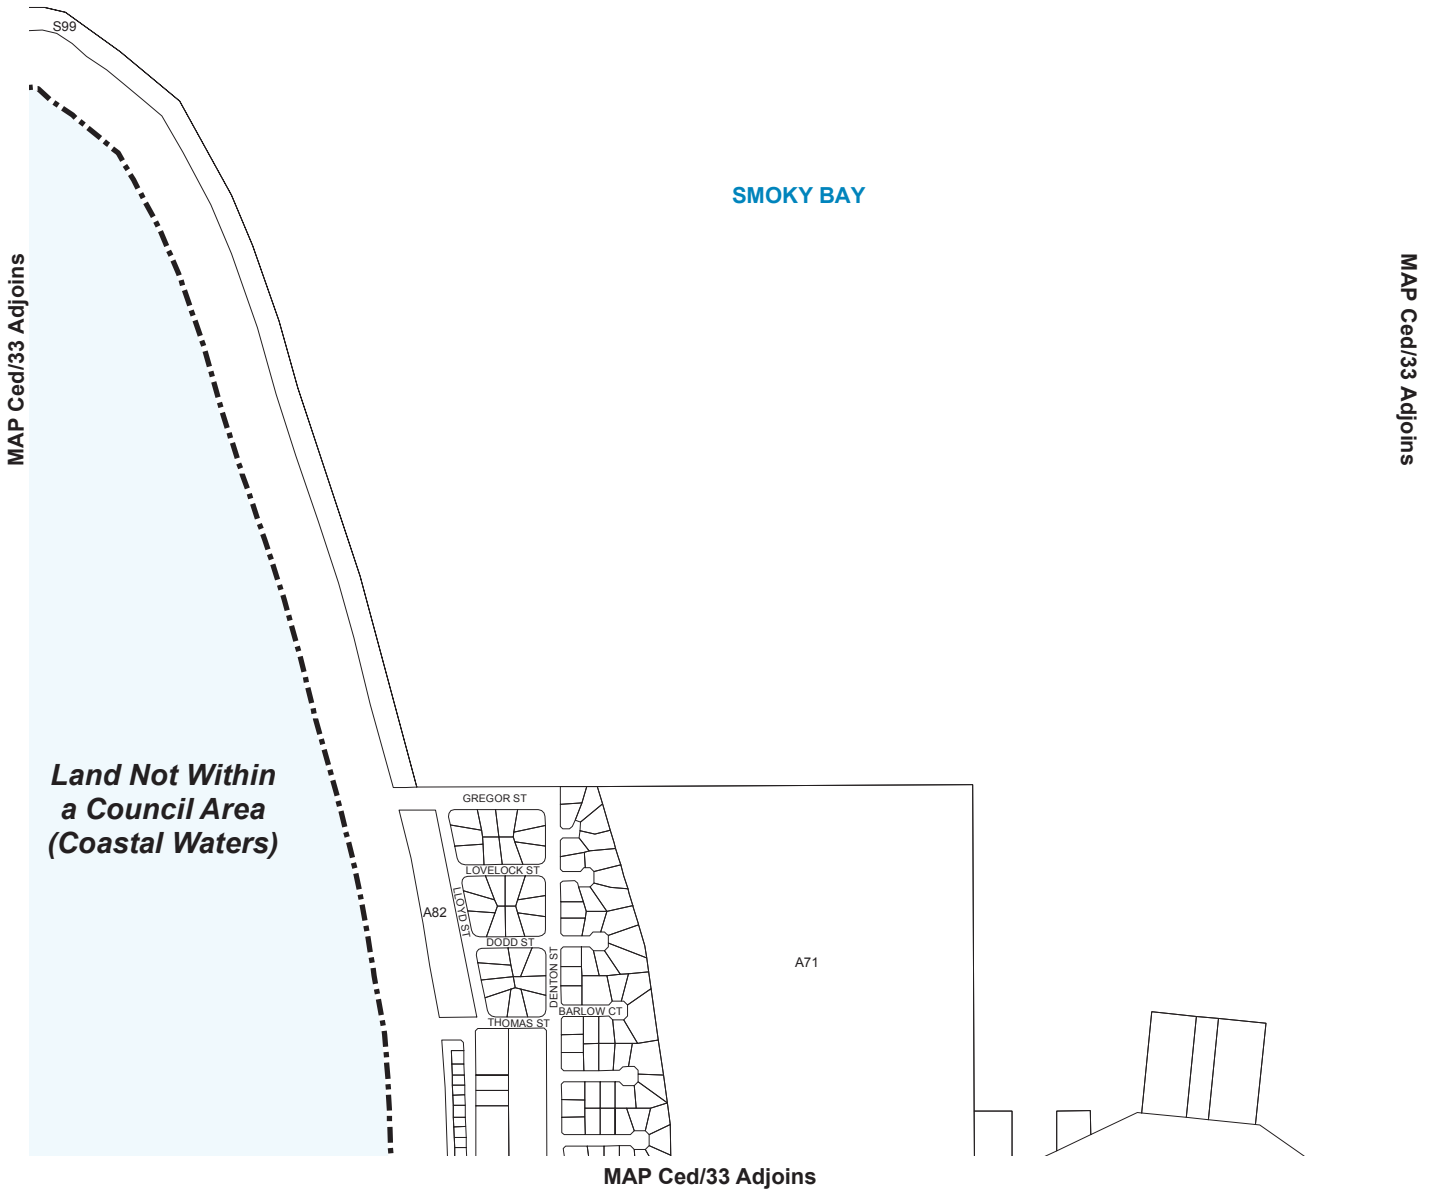 S99
SMOKY BAY
MAP Ced/33 Adjoins
MAP Ced/33 Adjoins
Land Not Within
a Council Area
(Coastal Waters)
GREGOR ST
LOVELOCK ST
LLOYD ST
A82
DODD ST
DENTON ST
A71
BARLOW CT
THOMAS ST
MAP Ced/33 Adjoins